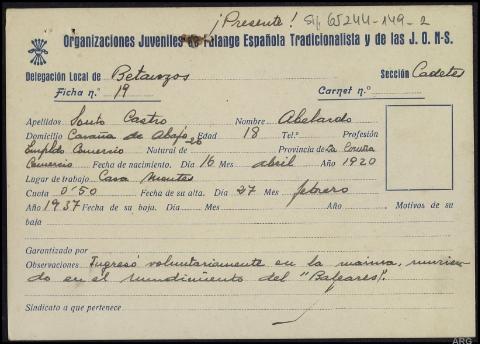 ¡Presente! Sig 65244-149-2
Organizaciones Juveniles de Falange Española Tradicionalista y de las J. O. N-S.
Delegación Local de Betanzos Sección Cadetes
Ficha n.º 19 Carnet n.º
Apellidos Souto Castro Nombre Abelardo
Domicilio Cavaña de Abajo 26 Edad 18 Tel.º Profesión
Empldo Comercio Natural de Provincia de La Coruña
Comercio Fecha de nacimiento. Día 16 Mes abril Año 1920
Lugar de trabajo Casa Montes
Cuota 0'50 Fecha de su alta. Día 27 Mes febrero
Año 1937 Fecha de su baja. Día Mes Año . Motivos de su
baja
Garantizado por
Observaciones Ingresó voluntariamente en la marina, murien-
do en el hundimiento del "Baleares".
Sindicato a que pertenece
ARG